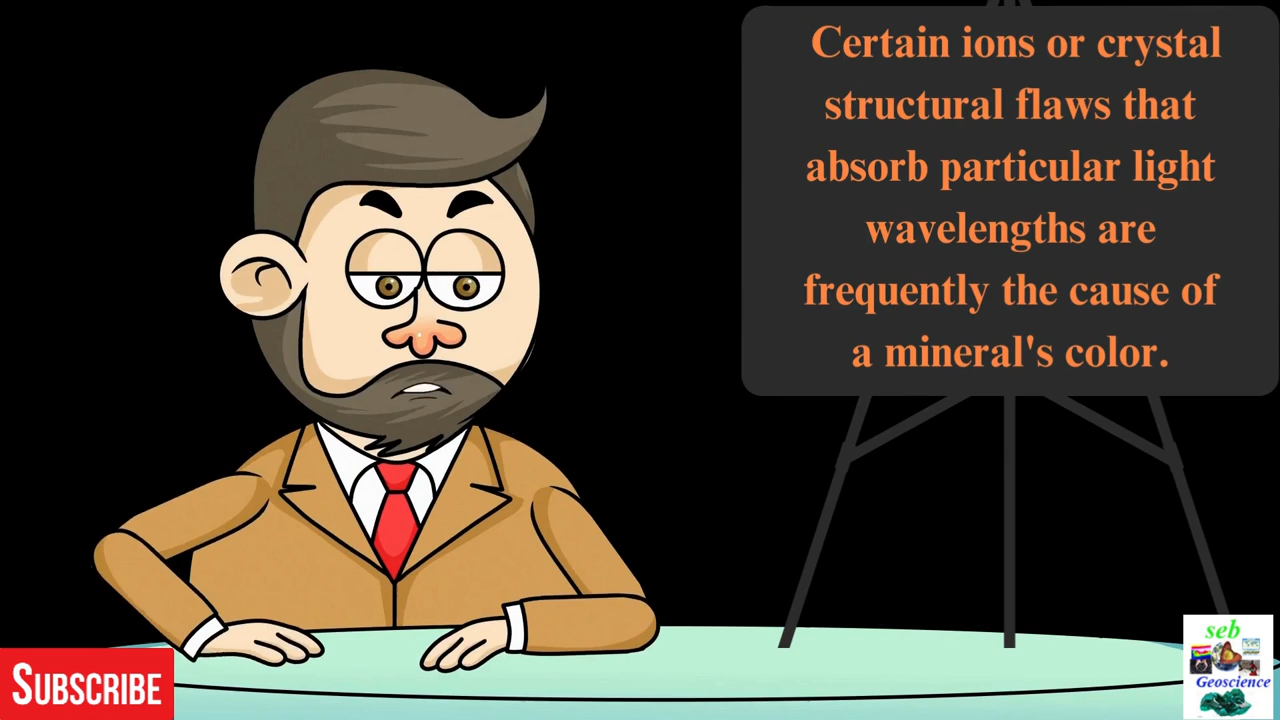 Certain ions or crystal
structural flaws that
absorb particular light
wavelengths are
frequently the cause of
a mineral's color.
SUBSCRIBE
seb
Geoscience